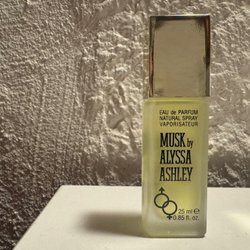 EAU de PARFUM
NATURAL SPRAY
VAPORISATEUR
MUSK by
ALYSSA
ASHLEY
25 ml ℮
0.85 fl. oz.